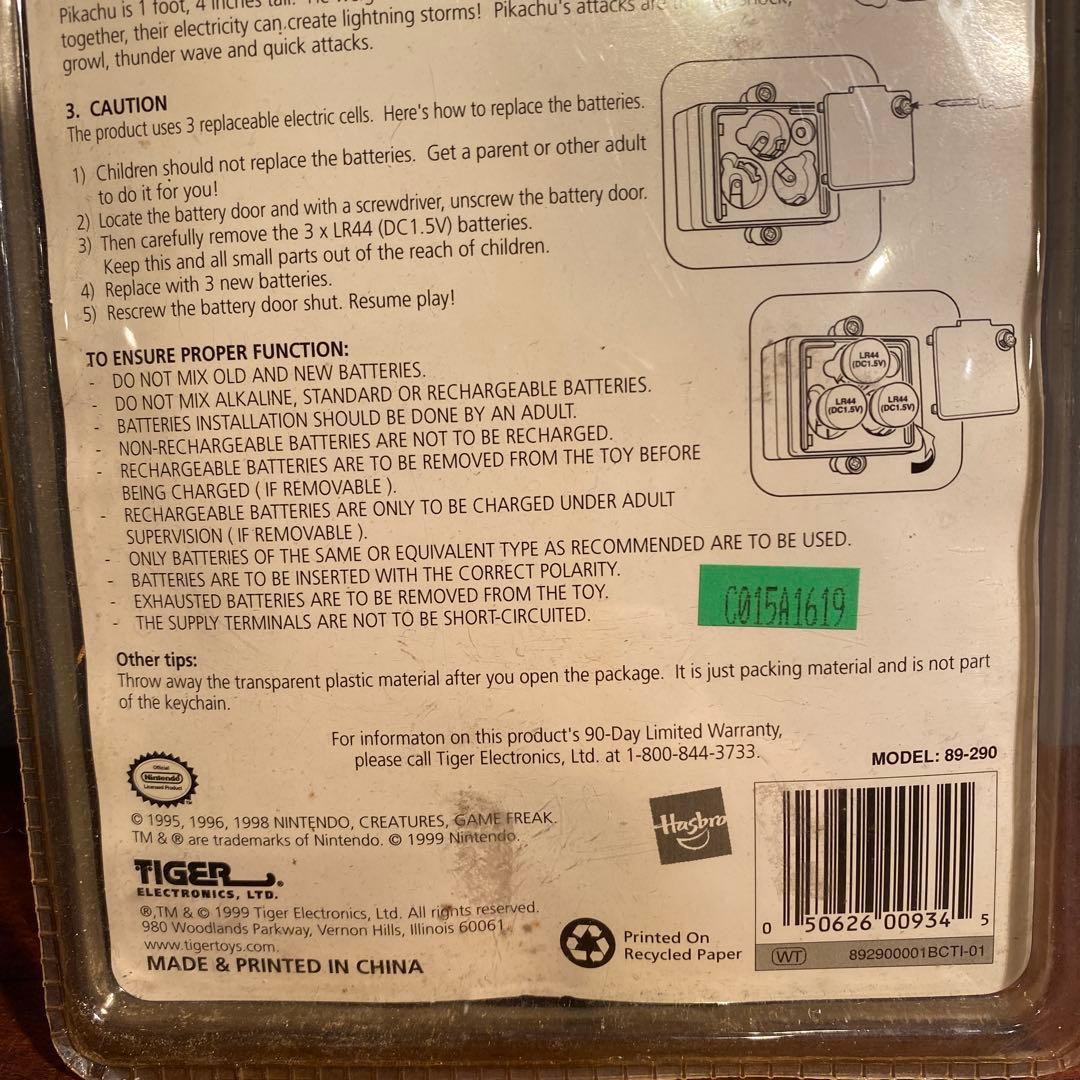 Pikachu is 1 foot, 4 inches tall.
together, their electricity can create lightning storms! Pikachu's attacks are
growl, thunder wave and quick attacks.
3. CAUTION
The product uses 3 replaceable electric cells. Here's how to replace the batteries.
1) Children should not replace the batteries. Get a parent or other adult
to do it for you!
2) Locate the battery door and with a screwdriver, unscrew the battery door.
3) Then carefully remove the 3 x LR44 (DC1.5V) batteries.
Keep this and all small parts out of the reach of children.
4) Replace with 3 new batteries.
5) Rescrew the battery door shut. Resume play!
LR44
(DC1.5V)
LR44
(DC1.5V)
LR44
(DC1.5V)
TO ENSURE PROPER FUNCTION:
- DO NOT MIX OLD AND NEW BATTERIES.
- DO NOT MIX ALKALINE, STANDARD OR RECHARGEABLE BATTERIES.
- BATTERIES INSTALLATION SHOULD BE DONE BY AN ADULT.
- NON-RECHARGEABLE BATTERIES ARE NOT TO BE RECHARGED.
- RECHARGEABLE BATTERIES ARE TO BE REMOVED FROM THE TOY BEFORE
BEING CHARGED ( IF REMOVABLE ).
- RECHARGEABLE BATTERIES ARE ONLY TO BE CHARGED UNDER ADULT
SUPERVISION ( IF REMOVABLE ).
- ONLY BATTERIES OF THE SAME OR EQUIVALENT TYPE AS RECOMMENDED ARE TO BE USED.
- BATTERIES ARE TO BE INSERTED WITH THE CORRECT POLARITY.
- EXHAUSTED BATTERIES ARE TO BE REMOVED FROM THE TOY.
- THE SUPPLY TERMINALS ARE NOT TO BE SHORT-CIRCUITED.
C015A1619
Other tips:
Throw away the transparent plastic material after you open the package. It is just packing material and is not part
of the keychain.
For informaton on this product's 90-Day Limited Warranty,
please call Tiger Electronics, Ltd. at 1-800-844-3733.
MODEL: 89-290
Official
Nintendo
Licensed Product
TM
© 1995, 1996, 1998 NINTENDO, CREATURES, GAME FREAK.
TM & ® are trademarks of Nintendo. © 1999 Nintendo.
Hasbro
TIGER®
ELECTRONICS, LTD.
®,TM & © 1999 Tiger Electronics, Ltd. All rights reserved.
980 Woodlands Parkway, Vernon Hills, Illinois 60061
www.tigertoys.com.
MADE & PRINTED IN CHINA
Printed On
Recycled Paper
0 50626 00934 5
WT 892900001BCTI-01